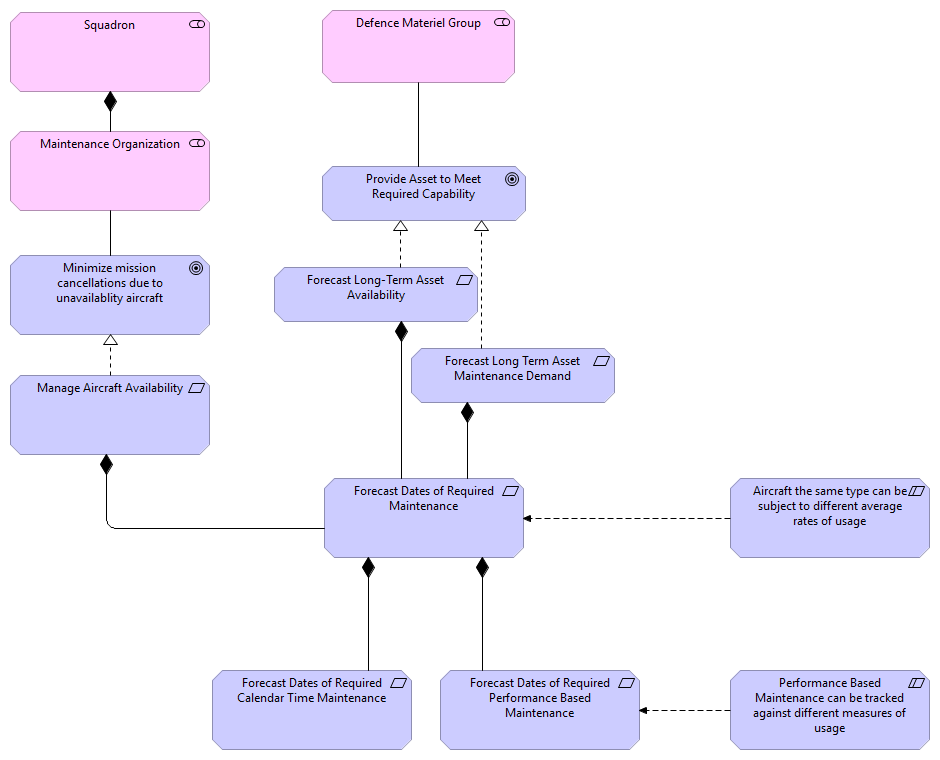 Squadron
Defence Materiel Group
Maintenance Organization
Provide Asset to Meet
Required Capability
Minimize mission
cancellations due to
unavailablity aircraft
Forecast Long-Term Asset
Availability
Forecast Long Term Asset
Maintenance Demand
Manage Aircraft Availability
Forecast Dates of Required
Maintenance
Aircraft the same type can be
subject to different average
rates of usage
Forecast Dates of Required
Calendar Time Maintenance
Forecast Dates of Required
Performance Based
Maintenance
Performance Based
Maintenance can be tracked
against different measures of
usage